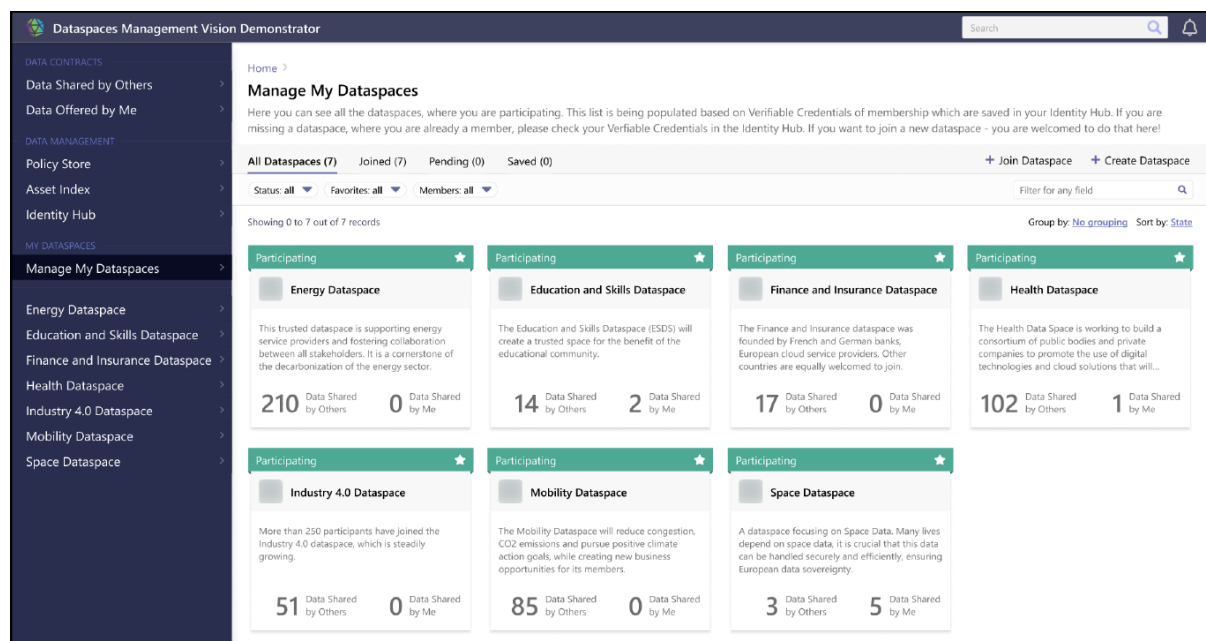 Dataspaces Management Vision Demonstrator
Search
DATA CONTRACTS
Data Shared by Others
Data Offered by Me
DATA MANAGEMENT
Policy Store
Asset Index
Identity Hub
MY DATASPACES
Manage My Dataspaces
Energy Dataspace
Education and Skills Dataspace
Finance and Insurance Dataspace
Health Dataspace
Industry 4.0 Dataspace
Mobility Dataspace
Space Dataspace
Home
Manage My Dataspaces
Here you can see all the dataspaces, where you are participating. This list is being populated based on Verifiable Credentials of membership which are saved in your Identity Hub. If you are
missing a dataspace, where you are already a member, please check your Verfiable Credentials in the Identity Hub. If you want to join a new dataspace - you are welcomed to do that here!
All Dataspaces (7) Joined (7) Pending (0) Saved (0) + Join Dataspace + Create Dataspace
Status: all Favorites: all Members: all Filter for any field
Showing 0 to 7 out of 7 records Group by: No grouping Sort by: State
Participating
Energy Dataspace
This trusted dataspace is supporting energy
service providers and fostering collaboration
between all stakeholders. It is a cornerstone of
the decarbonization of the energy sector.
210 Data Shared by Others 0 Data Shared by Me
Participating
Education and Skills Dataspace
The Education and Skills Dataspace (ESDS) will
create a trusted space for the benefit of the
educational community.
14 Data Shared by Others 2 Data Shared by Me
Participating
Finance and Insurance Dataspace
The Finance and Insurance dataspace was
founded by French and German banks,
European cloud service providers. Other
countries are equally welcomed to join.
17 Data Shared by Others 0 Data Shared by Me
Participating
Health Dataspace
The Health Data Space is working to build a
consortium of public bodies and private
companies to promote the use of digital
technologies and cloud solutions that will...
102 Data Shared by Others 1 Data Shared by Me
Participating
Industry 4.0 Dataspace
More than 250 participants have joined the
Industry 4.0 dataspace, which is steadily
growing.
51 Data Shared by Others 0 Data Shared by Me
Participating
Mobility Dataspace
The Mobility Dataspace will reduce congestion,
CO2 emissions and pursue positive climate
action goals, while creating new business
opportunities for its members.
85 Data Shared by Others 0 Data Shared by Me
Participating
Space Dataspace
A dataspace focusing on Space Data. Many lives
depend on space data, it is crucial that this data
can be handled securely and efficiently, ensuring
European data sovereignty.
3 Data Shared by Others 5 Data Shared by Me